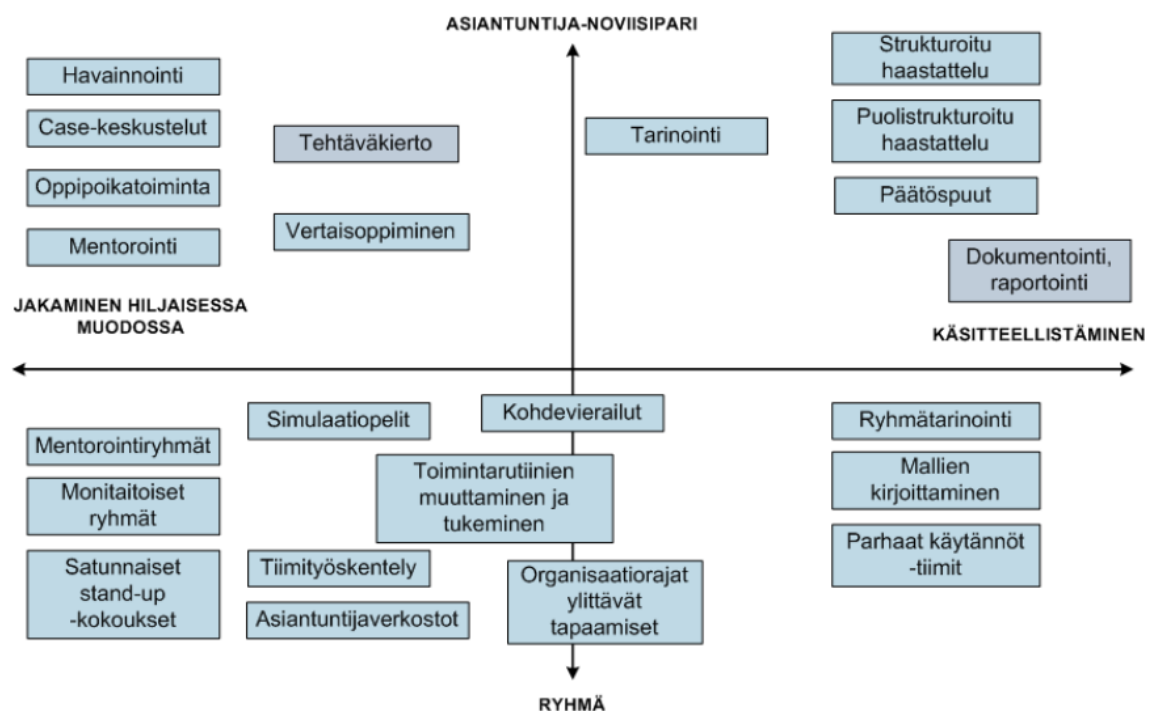 ASIANTUNTIJA-NOVIISIPARI
Havainnointi
Case-keskustelut
Oppipoikatoiminta
Mentorointi
Tehtäväkierto
Vertaisoppiminen
Tarinointi
Strukturoitu
haastattelu
Puolistrukturoitu
haastattelu
Päätöspuut
Dokumentointi,
raportointi
JAKAMINEN HILJAISESSA
MUODOSSA
KÄSITTEELLISTÄMINEN
Mentorointiryhmät
Monitaitoiset
ryhmät
Satunnaiset
stand-up
-kokoukset
Simulaatiopelit
Tiimityöskentely
Asiantuntijaverkostot
Kohdevierailut
Toimintarutiinien
muuttaminen ja
tukeminen
Organisaatiorajat
ylittävät
tapaamiset
Ryhmätarinointi
Mallien
kirjoittaminen
Parhaat käytännöt
-tiimit
RYHMÄ